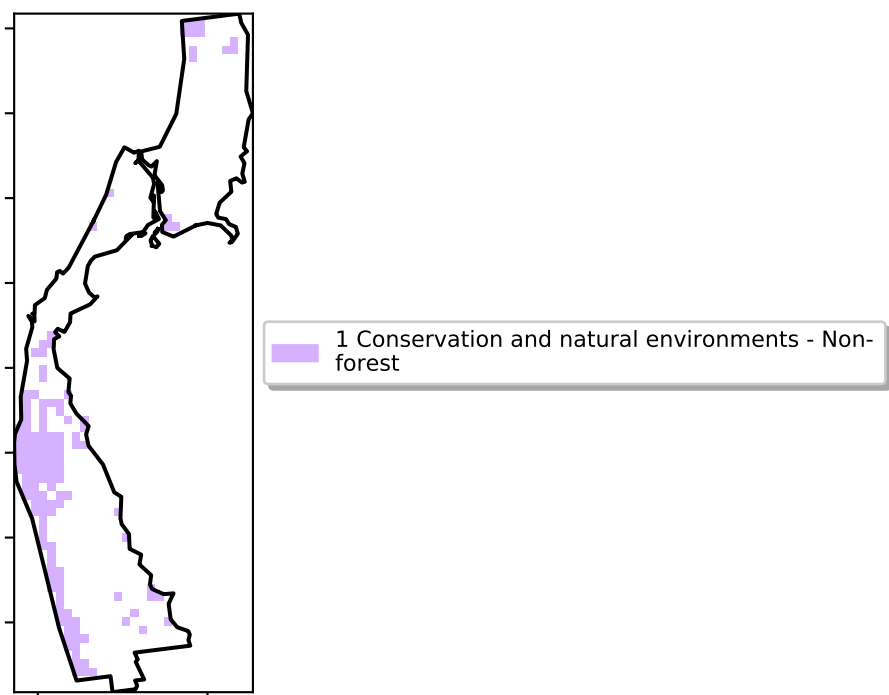 1 Conservation and natural environments - Non-
forest